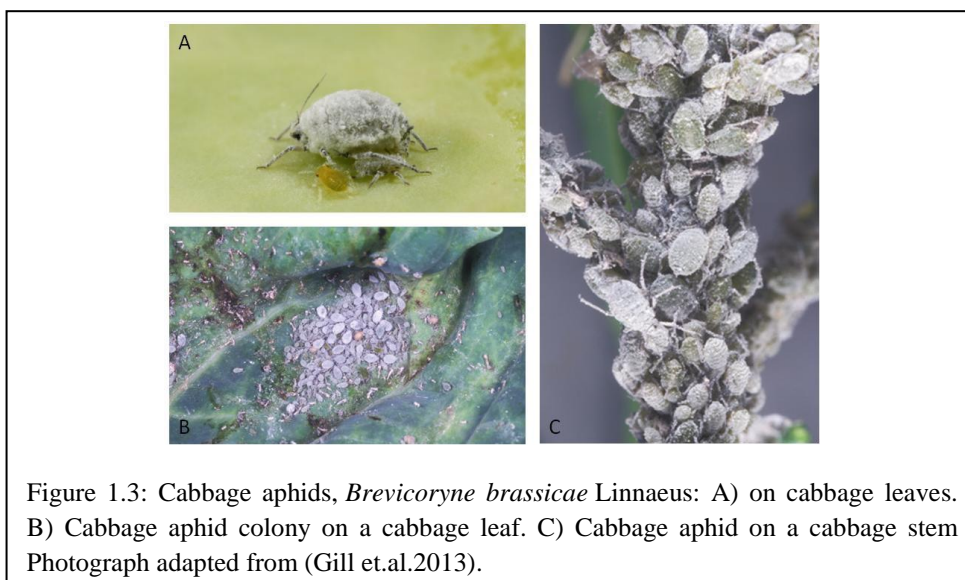 A
B
C
Figure 1.3: Cabbage aphids, Brevicoryne brassicae Linnaeus: A) on cabbage leaves.
B) Cabbage aphid colony on a cabbage leaf. C) Cabbage aphid on a cabbage stem
Photograph adapted from (Gill et.al.2013).